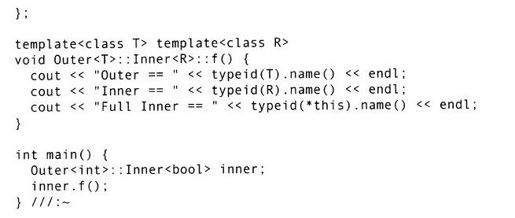 };
template<class T> template<class R>
void Outer<T>::Inner<R>::f() {
  cout << "Outer == " << typeid(T).name() << endl;
  cout << "Inner == " << typeid(R).name() << endl;
  cout << "Full Inner == " << typeid(*this).name() << endl;
}
int main() {
  Outer<int>::Inner<bool> inner;
  inner.f();
} ///:~